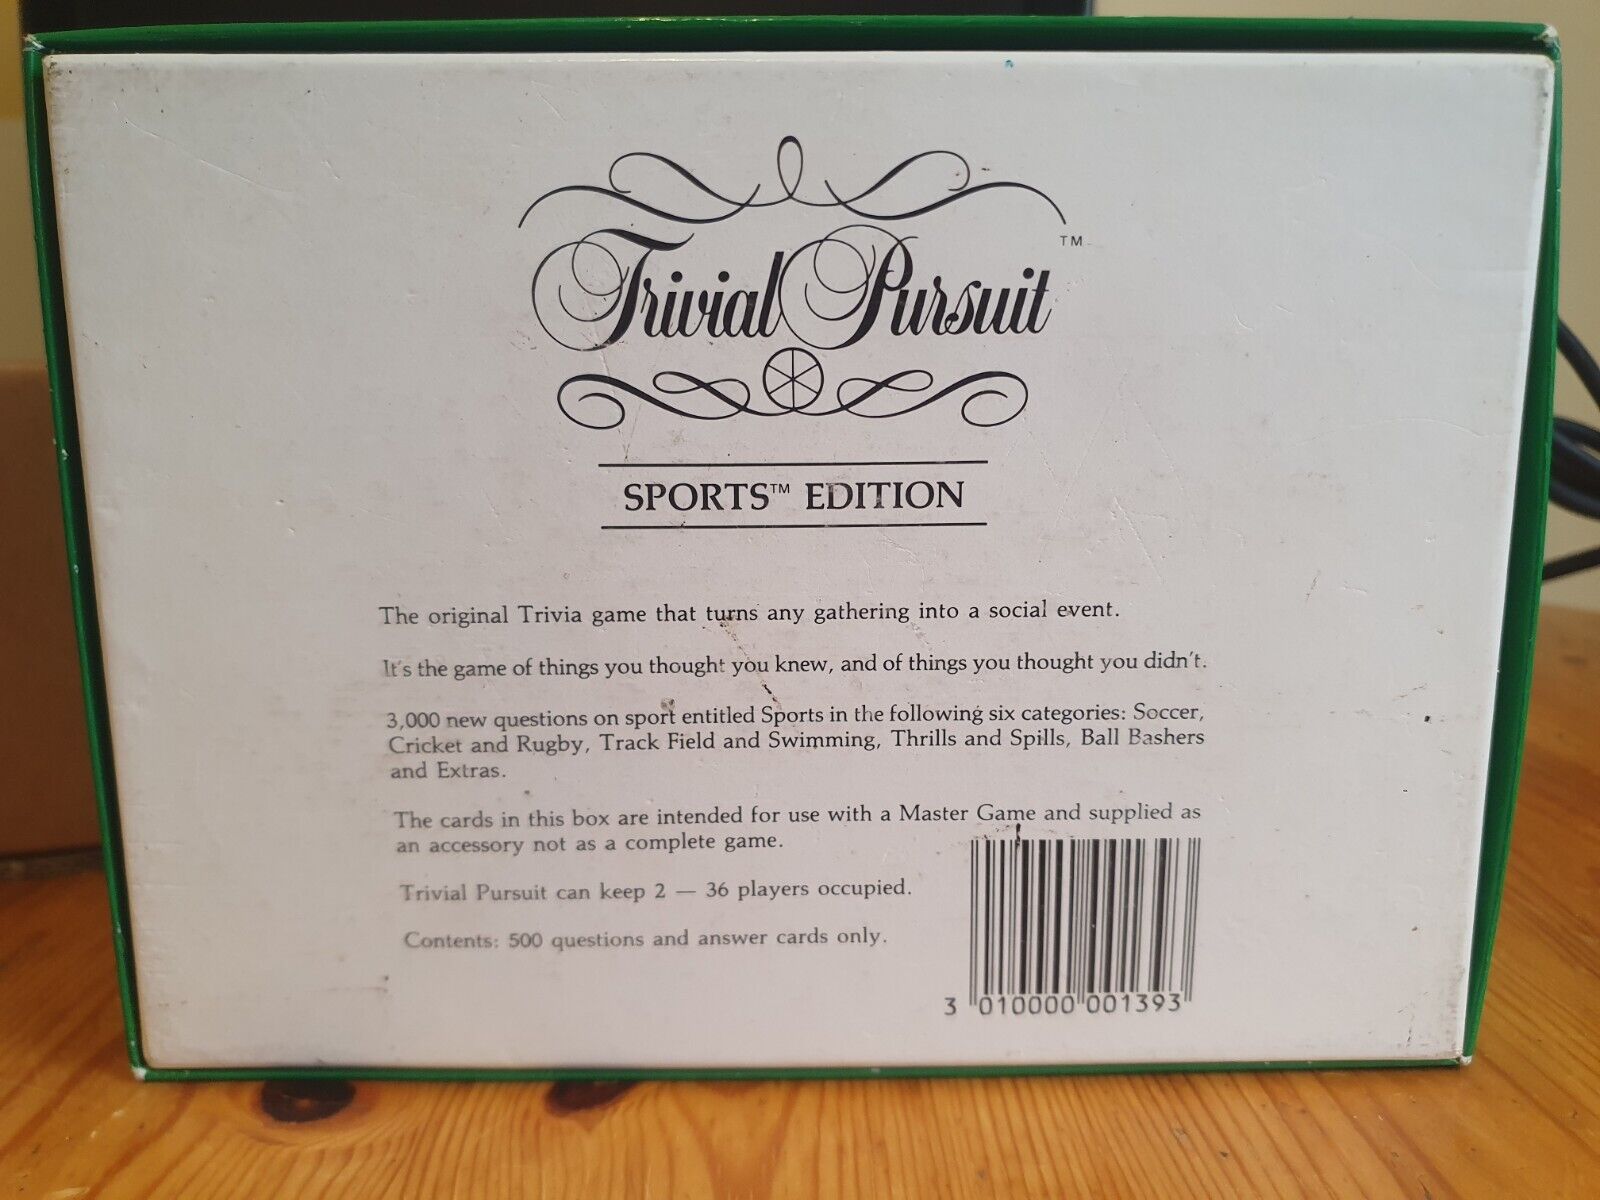 Trivial Pursuit™
SPORTS™ EDITION
The original Trivia game that turns any gathering into a social event.
It's the game of things you thought you knew, and of things you thought you didn't.
3,000 new questions on sport entitled Sports in the following six categories: Soccer,
Cricket and Rugby, Track Field and Swimming, Thrills and Spills, Ball Bashers
and Extras.
The cards in this box are intended for use with a Master Game and supplied as
an accessory not as a complete game.
Trivial Pursuit can keep 2 — 36 players occupied.
Contents: 500 questions and answer cards only.
3 010000 001393